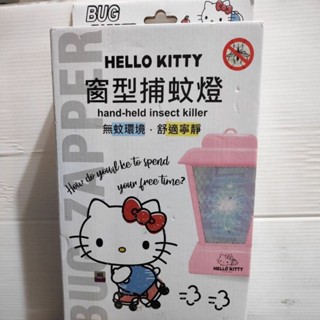 BUG
HELLO KITTY
窗型捕蚊燈
hand-held insect killer
無蚊環境·舒適寧靜
How do you like to spend
your free time?
BUG ZAPPER
HELLO KITTY